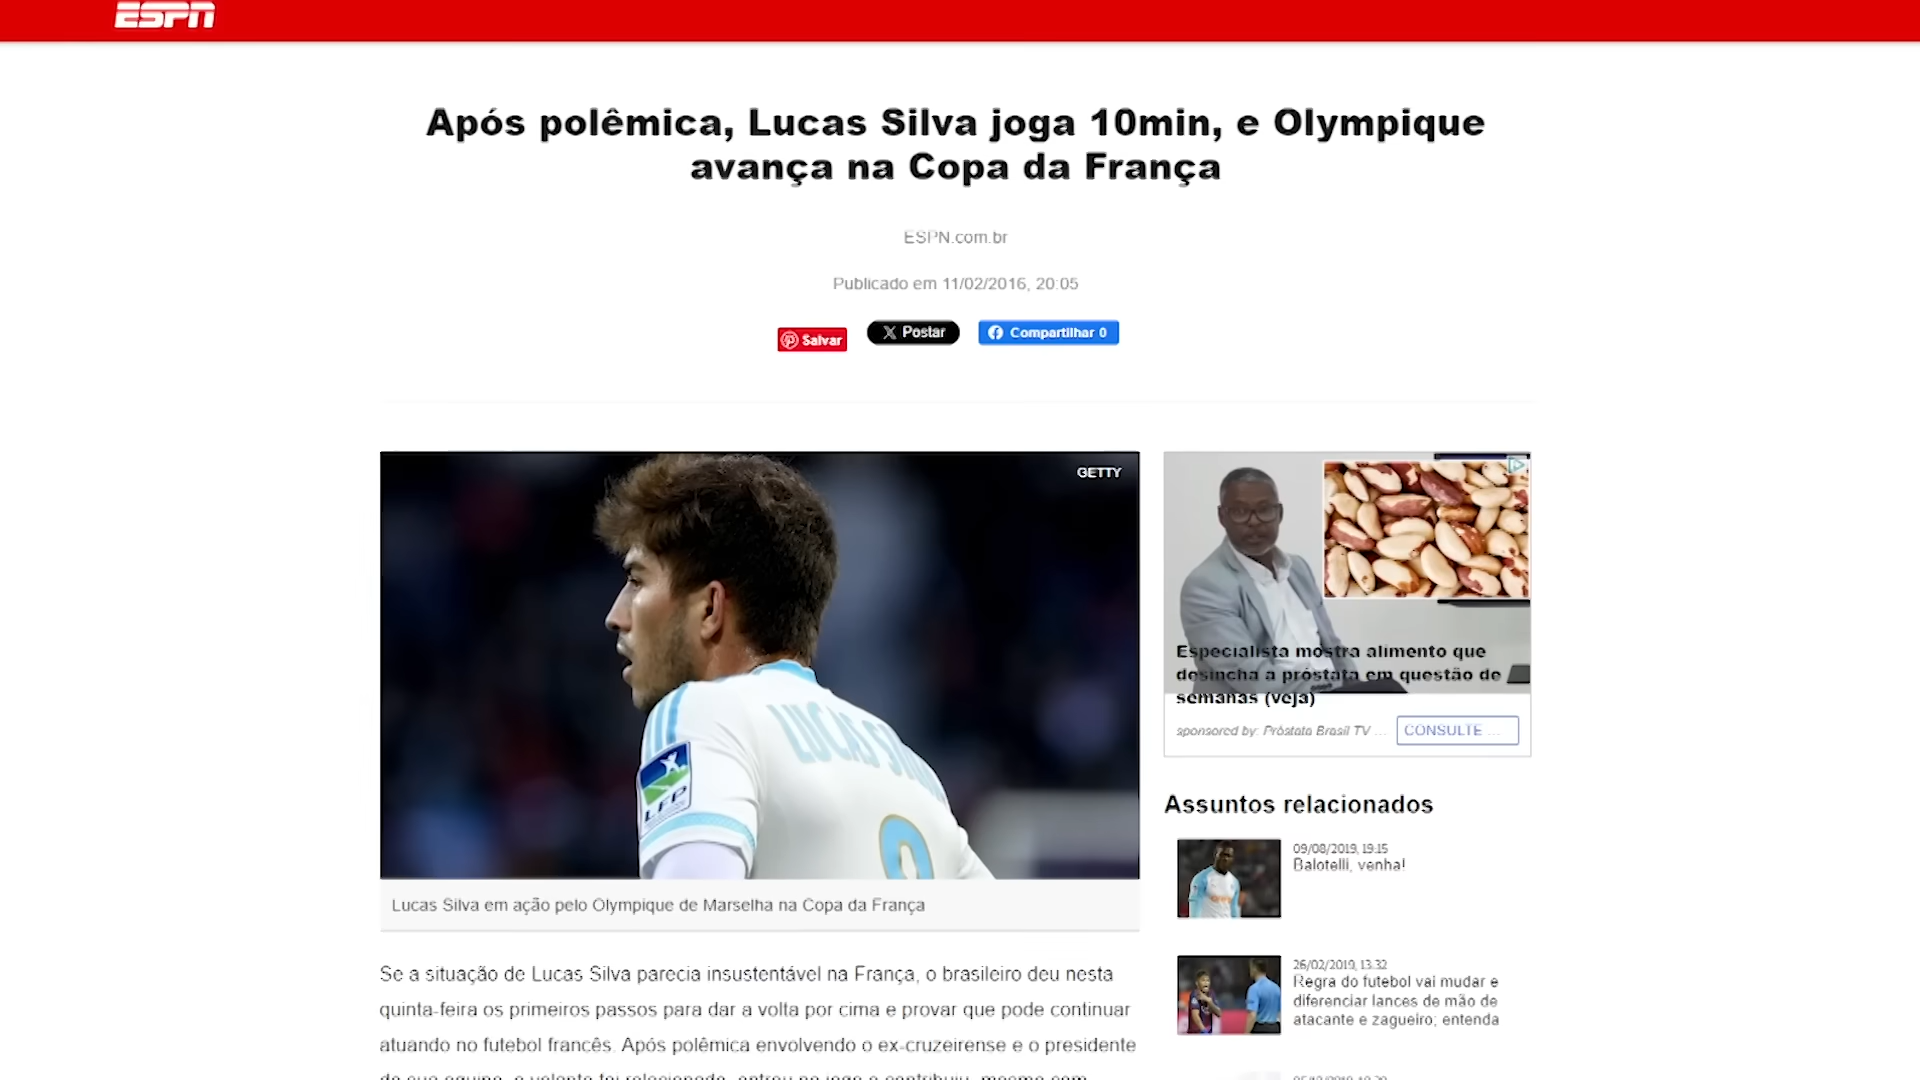 ESPN
Após polêmica, Lucas Silva joga 10min, e Olympique
avança na Copa da França
ESPN.com.br
Publicado em 11/02/2016, 20:05
Salvar
Postar
Compartilhar 0
GETTY
LUCAS
LFP
Lucas Silva em ação pelo Olympique de Marselha na Copa da França
Se a situação de Lucas Silva parecia insustentável na França, o brasileiro deu nesta
quinta-feira os primeiros passos para dar a volta por cima e provar que pode continuar
atuando no futebol francês. Após polêmica envolvendo o ex-cruzeirense e o presidente
Especialista mostra alimento que
desincha a próstata em questão de
semanas (veja)
sponsored by: Próstata Brasil TV ...
CONSULTE ...
Assuntos relacionados
09/08/2019, 19:15
Balotelli, venha!
26/02/2019, 13:32
Regra do futebol vai mudar e
diferenciar lances de mão de
atacante e zagueiro; entenda